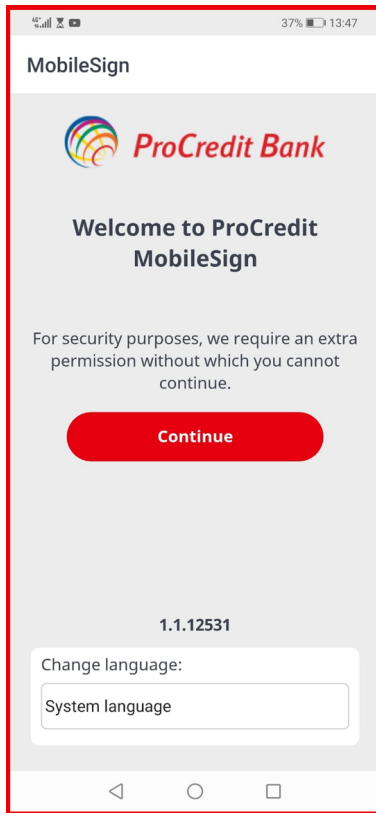 37% 13:47
MobileSign
ProCredit Bank
Welcome to ProCredit
MobileSign
For security purposes, we require an extra
permission without which you cannot
continue.
Continue
1.1.12531
Change language:
System language